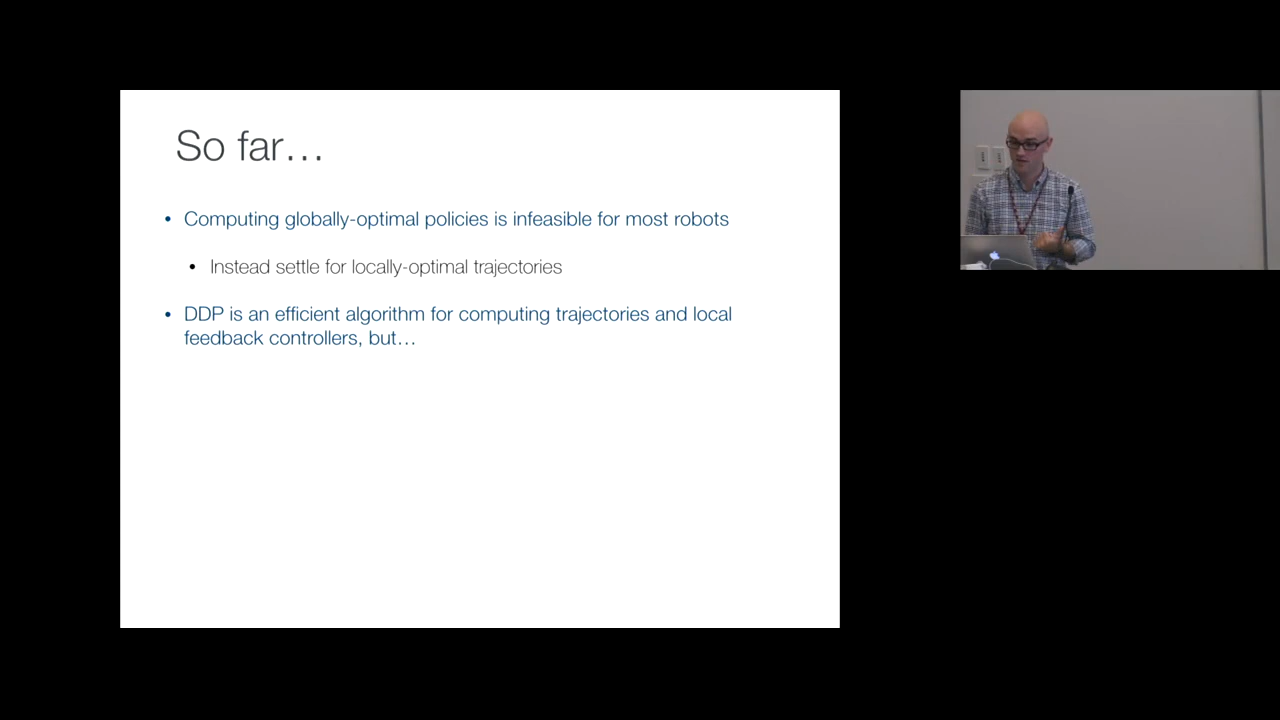 So far…
• Computing globally-optimal policies is infeasible for most robots
• Instead settle for locally-optimal trajectories
• DDP is an efficient algorithm for computing trajectories and local
feedback controllers, but…